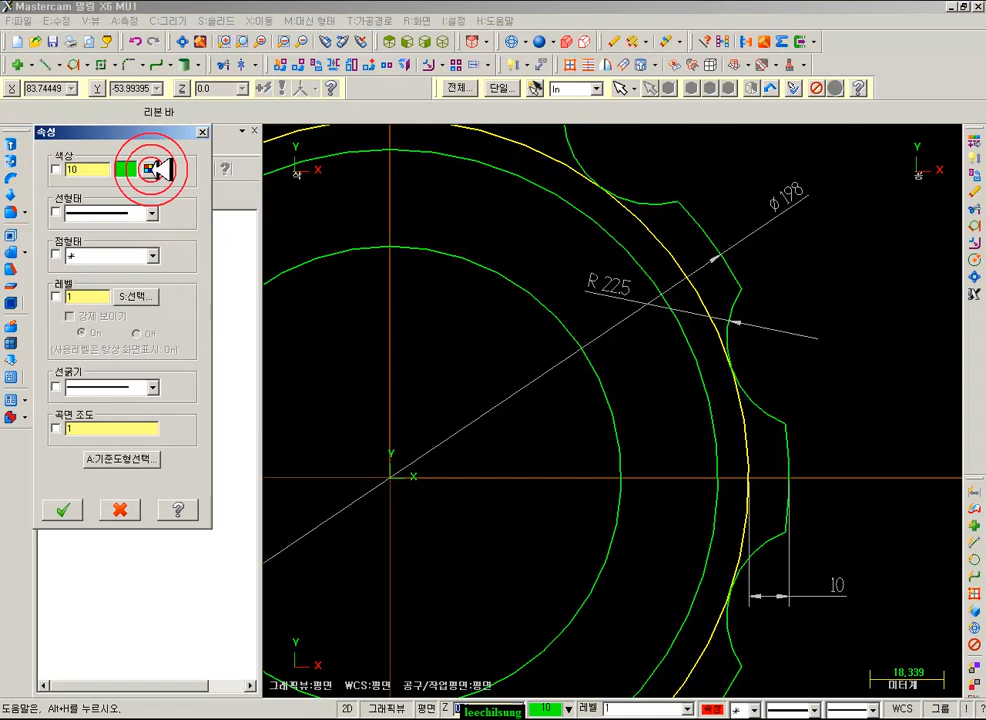 Mastercam 밀링 X6 MU1
F:파일 E:수정 V:뷰 A:측정 C:그리기 S:솔리드 X:이동 M:머신 형태 T:가공경로 R:화면 I:설정 H:도움말
X 83.74449 Y -53.99395 Z 0.0 전체... 단일... In
리본 바
속성
색상
10
선형태
점형태
레벨
1 S:선택...
강제 보이기
On Off
(사용레벨은 항상 화면표시: On)
선굵기
곡면 조도
1
A:기준도형선택...
Y
X
작
Y
X
공
ø198
R 22.5
Y
X
10
Y
X
그래픽뷰:평면 WCS:평면 공구/작업평면:평면
18,339
미터계
도움말은, Alt+H를 누르시오.
2D 그래픽뷰 평면 Z leechilsung 10 레벨 1 속성 WCS 그룹 ! ?